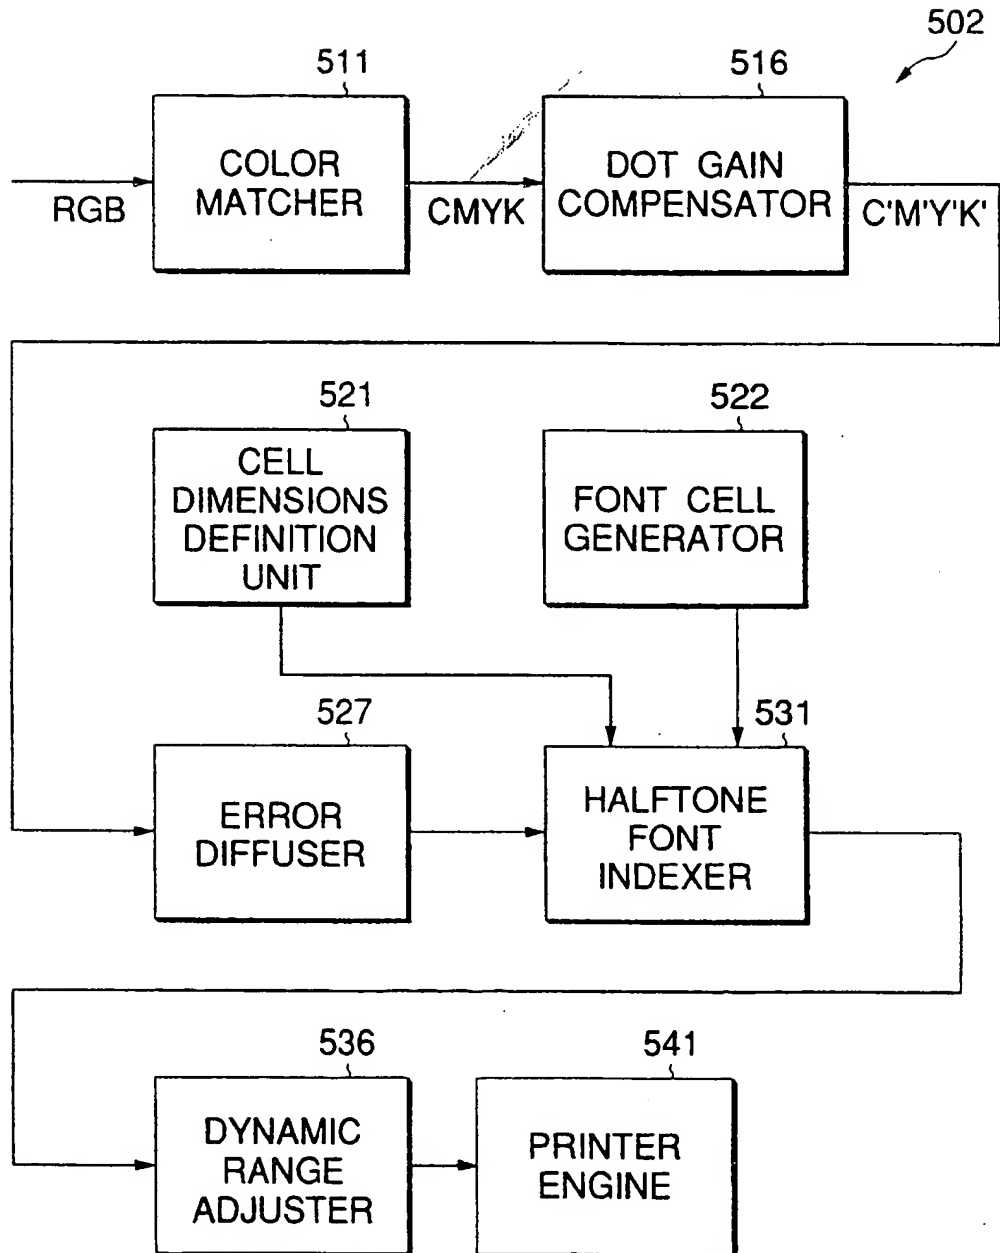 502
511
516
COLOR
MATCHER
DOT GAIN
COMPENSATOR
RGB
CMYK
C'M'Y'K'
521
522
CELL
DIMENSIONS
DEFINITION
UNIT
FONT CELL
GENERATOR
527
531
ERROR
DIFFUSER
HALFTONE
FONT
INDEXER
536
541
DYNAMIC
RANGE
ADJUSTER
PRINTER
ENGINE